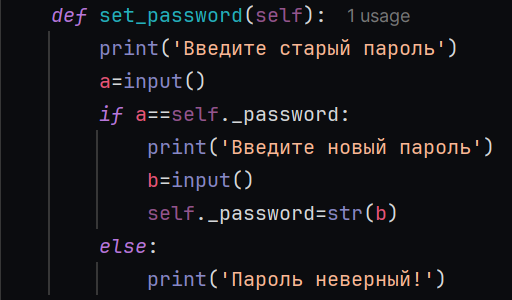 def set_password(self):  1 usage
    print('Введите старый пароль')
    a=input()
    if a==self._password:
        print('Введите новый пароль')
        b=input()
        self._password=str(b)
    else:
        print('Пароль неверный!')